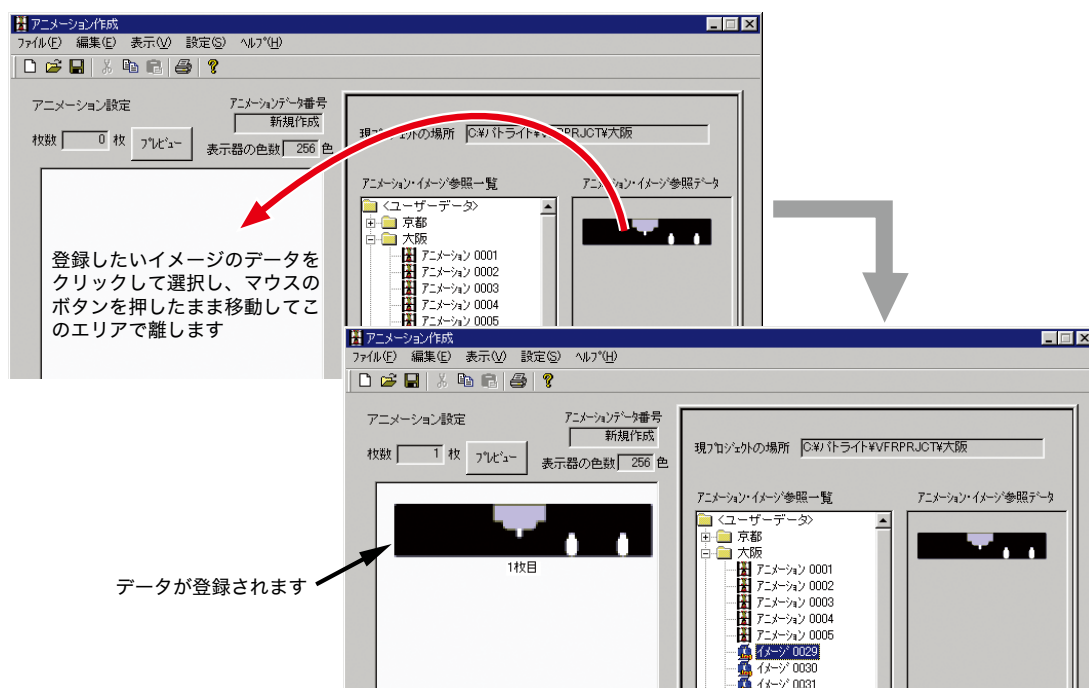 アニメーション作成
ファイル(F) 編集(E) 表示(V) 設定(S) ヘルプ(H)
アニメーション設定
アニメーションデータ番号
新規作成
枚数 0 枚 プレビュー
表示器の色数 256 色
現プロジェクトの場所 C:¥パトライト¥VFRPRJCT¥大阪
アニメーション・イメージ参照一覧
アニメーション・イメージ参照データ
<ユーザーデータ>
京都
大阪
アニメーション 0001
アニメーション 0002
アニメーション 0003
アニメーション 0004
アニメーション 0005
登録したいイメージのデータを
クリックして選択し、マウスの
ボタンを押したまま移動してこ
のエリアで離します
アニメーション作成
ファイル(F) 編集(E) 表示(V) 設定(S) ヘルプ(H)
アニメーション設定
アニメーションデータ番号
新規作成
枚数 1 枚 プレビュー
表示器の色数 256 色
現プロジェクトの場所 C:¥パトライト¥VFRPRJCT¥大阪
アニメーション・イメージ参照一覧
アニメーション・イメージ参照データ
1枚目
<ユーザーデータ>
京都
大阪
アニメーション 0001
アニメーション 0002
アニメーション 0003
アニメーション 0004
アニメーション 0005
イメージ 0029
イメージ 0030
イメージ 0031
データが登録されます